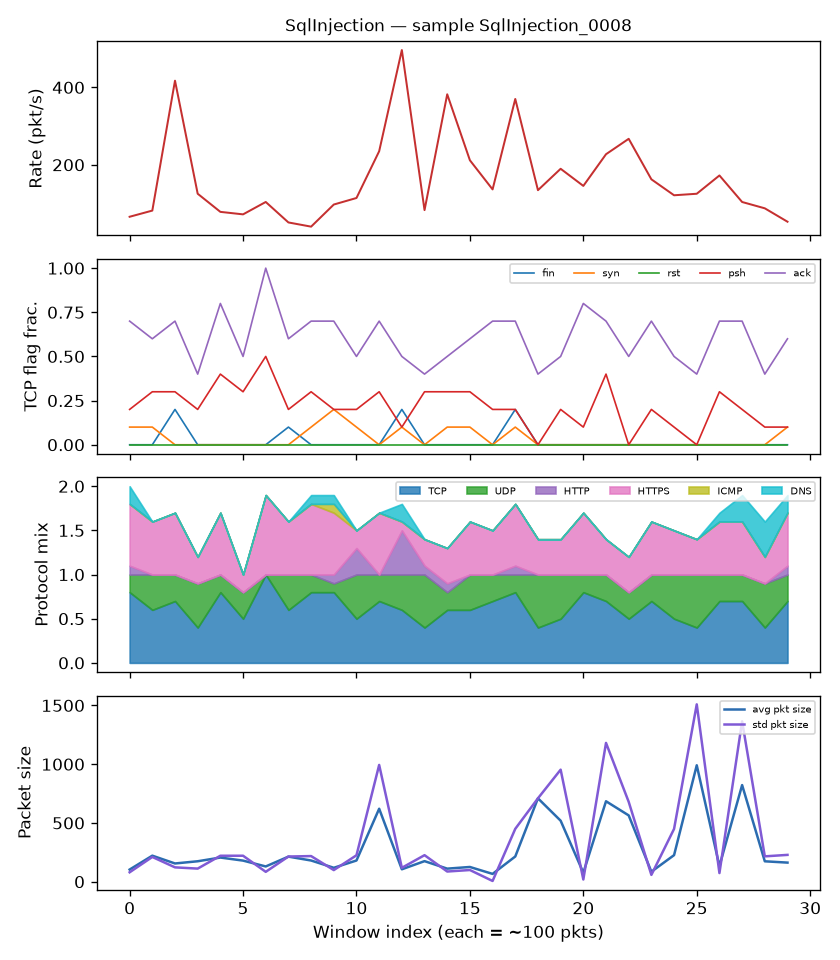 SqlInjection — sample SqlInjection_0008
Rate (pkt/s)
400
200
TCP flag frac.
1.00
0.75
0.50
0.25
0.00
fin syn rst psh ack
Protocol mix
2.0
1.5
1.0
0.5
0.0
TCP UDP HTTP HTTPS ICMP DNS
Packet size
1500
1000
500
0
avg pkt size
std pkt size
0 5 10 15 20 25 30
Window index (each = ~100 pkts)